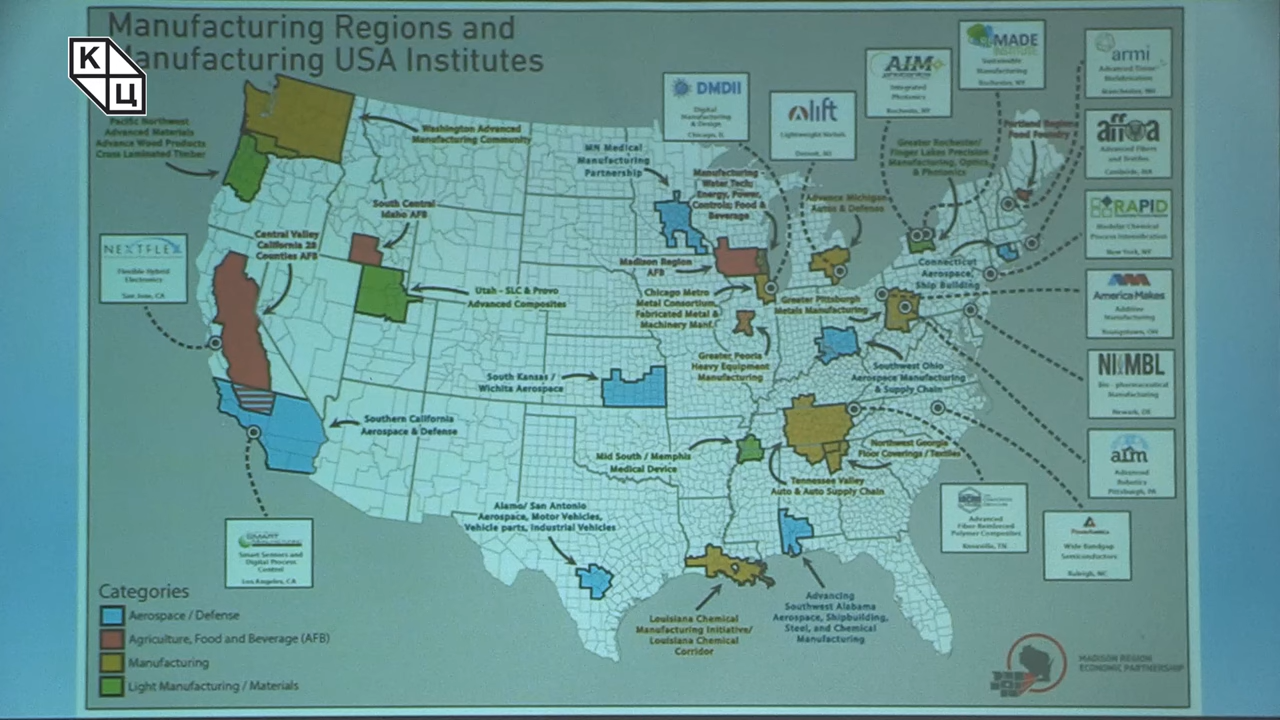 Manufacturing Regions and
Manufacturing USA Institutes
К
Ц
Pacific Northwest
Advanced Materials
Advance Wood Products
Cross Laminated Timber
Washington Advanced
Manufacturing Community
MN Medical
Manufacturing
Partnership
DMDII
Digital
Manufacturing
& Design
Chicago, IL
lift
Lightweight Metals
Detroit, MI
AIM
photonics
Integrated
Photonics
Rochester, NY
REMADE
INSTITUTE
Sustainable
Manufacturing
Rochester, NY
armi
Advanced Tissue
Biofabrication
Manchester, NH
Portland Region
Food Foundry
affoa
Advanced Fibers
and Textiles
Cambridge, MA
Greater Rochester/
Finger Lakes Precision
Manufacturing, Optics,
& Photonics
Manufacturing -
Water Tech;
Energy, Power,
Controls; Food &
Beverage
Advance Michigan
Autos & Defense
RAPID
Modular Chemical
Process Intensification
New York, NY
South Central
Idaho AFB
Central Valley
California 28
Counties AFB
NEXTFLEX
Flexible Hybrid
Electronics
San Jose, CA
Madison Region
AFB
Connecticut
Aerospace,
Ship Building
America Makes
Additive
Manufacturing
Youngstown, OH
Utah - SLC & Provo
Advanced Composites
Chicago Metro
Metal Consortium,
Fabricated Metal &
Machinery Manf.
Greater Pittsburgh
Metals Manufacturing
Greater Peoria
Heavy Equipment
Manufacturing
Southwest Ohio
Aerospace Manufacturing
& Supply Chain
NIIMBL
Bio - pharmaceutical
Manufacturing
Newark, DE
South Kansas /
Wichita Aerospace
Southern California
Aerospace & Defense
Mid South / Memphis
Medical Device
Northwest Georgia
Floor Coverings / Textiles
Tennessee Valley
Auto & Auto Supply Chain
Advanced
Robotics
Pittsburgh, PA
Alamo/ San Antonio
Aerospace, Motor Vehicles,
Vehicle parts, Industrial Vehicles
IACMI
Advanced
Fiber-Reinforced
Polymer Composites
Knoxville, TN
PowerAmerica
Wide Bandgap
Semiconductors
Raleigh, NC
SMART
MANUFACTURING
Smart Sensors and
Digital Process
Control
Los Angeles, CA
Louisiana Chemical
Manufacturing Initiative/
Louisiana Chemical
Corridor
Advancing
Southwest Alabama
Aerospace, Shipbuilding,
Steel, and Chemical
Manufacturing
Categories
Aerospace / Defense
Agriculture, Food and Beverage (AFB)
Manufacturing
Light Manufacturing / Materials
MADISON REGION
ECONOMIC PARTNERSHIP